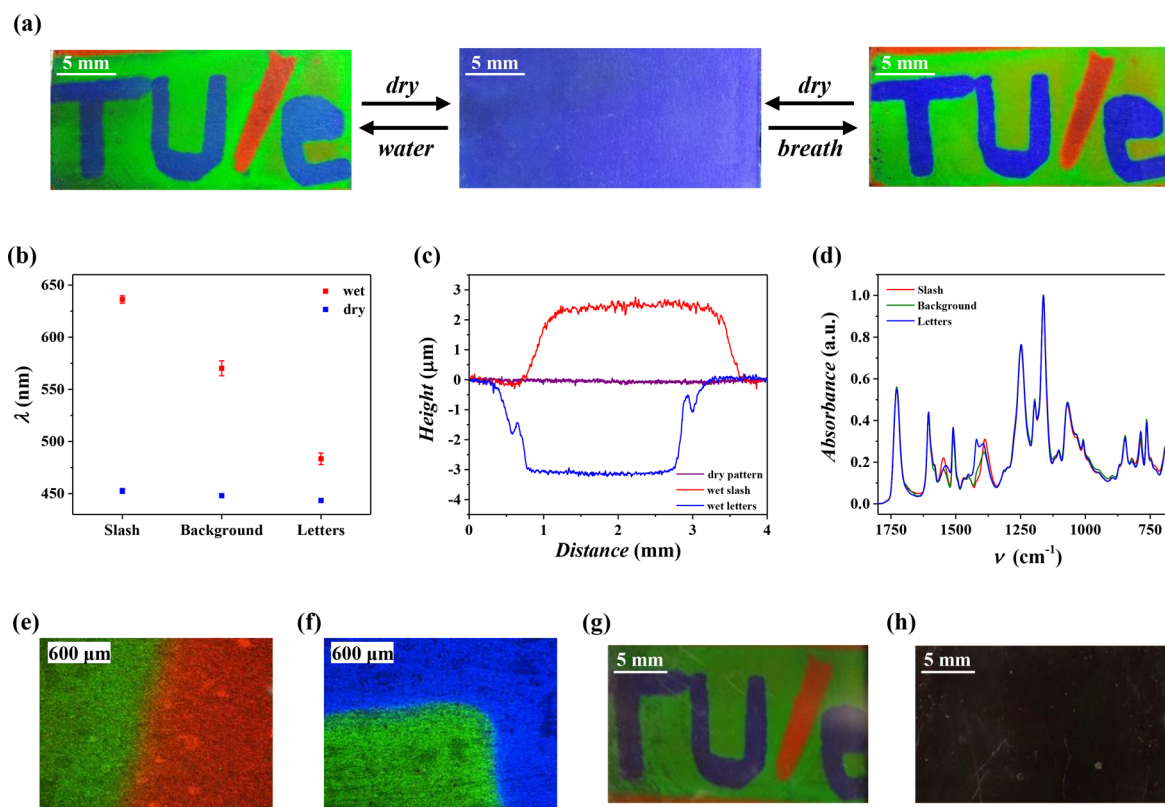 (a)
5 mm
TU/e
dry
water
5 mm
dry
breath
5 mm
TU/e
(b)
650
600
550
500
450
λ (nm)
Slash
Background
Letters
wet
dry
(c)
3
2
1
0
-1
-2
-3
-4
Height (μm)
0
1
2
3
4
Distance (mm)
dry pattern
wet slash
wet letters
(d)
1.0
0.8
0.6
0.4
0.2
0.0
Absorbance (a.u.)
1750
1500
1250
1000
750
ν (cm⁻¹)
Slash
Background
Letters
(e)
600 μm
(f)
600 μm
(g)
5 mm
TU/e
(h)
5 mm